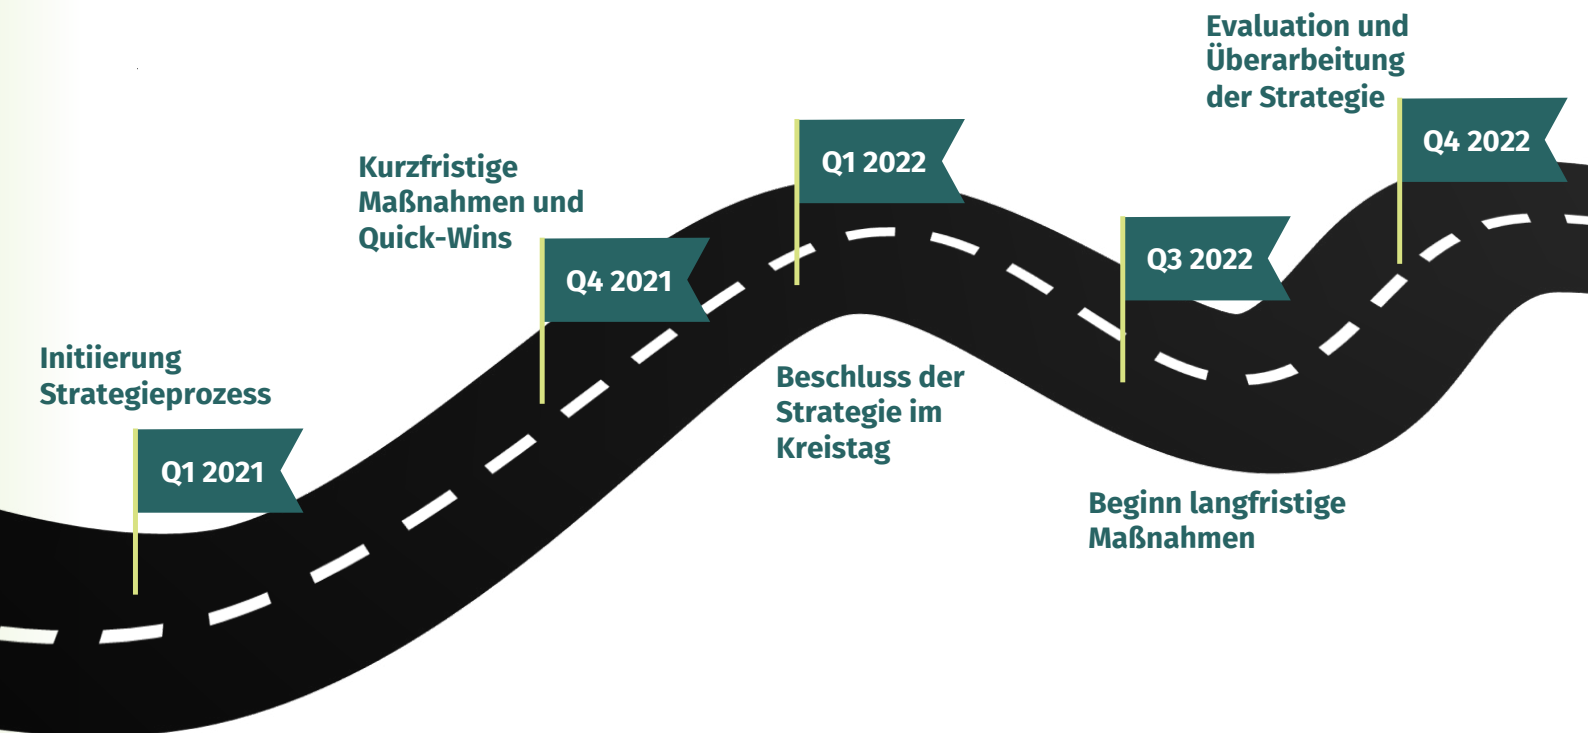 Initiierung
Strategieprozess
Q1 2021
Kurzfristige
Maßnahmen und
Quick-Wins
Q4 2021
Q1 2022
Beschluss der
Strategie im
Kreistag
Q3 2022
Beginn langfristige
Maßnahmen
Evaluation und
Überarbeitung
der Strategie
Q4 2022